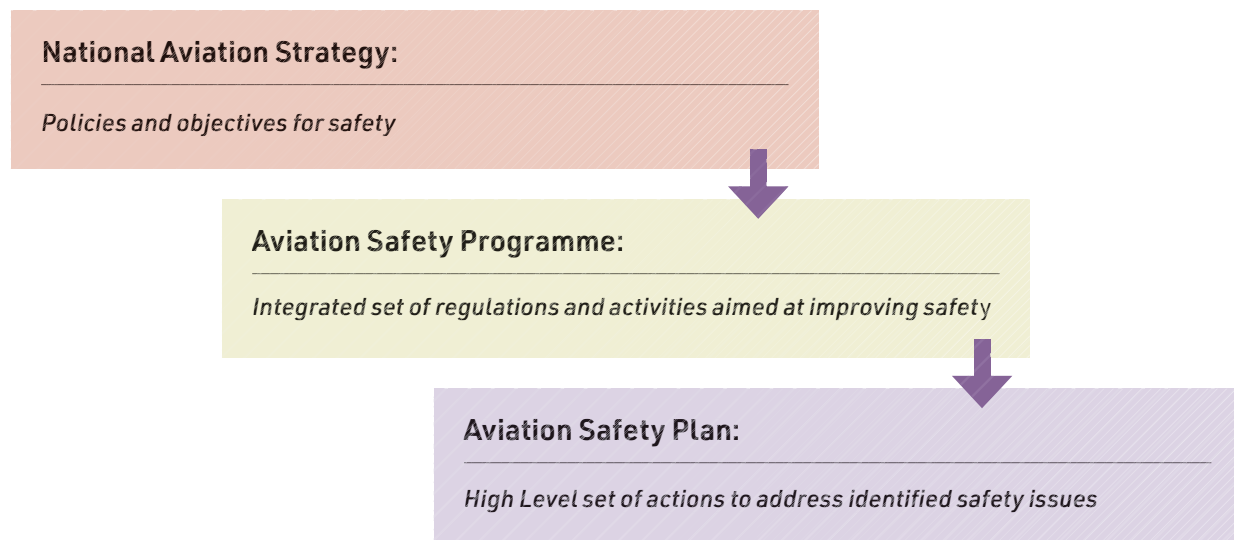 National Aviation Strategy:
Policies and objectives for safety
Aviation Safety Programme:
Integrated set of regulations and activities aimed at improving safety
Aviation Safety Plan:
High Level set of actions to address identified safety issues